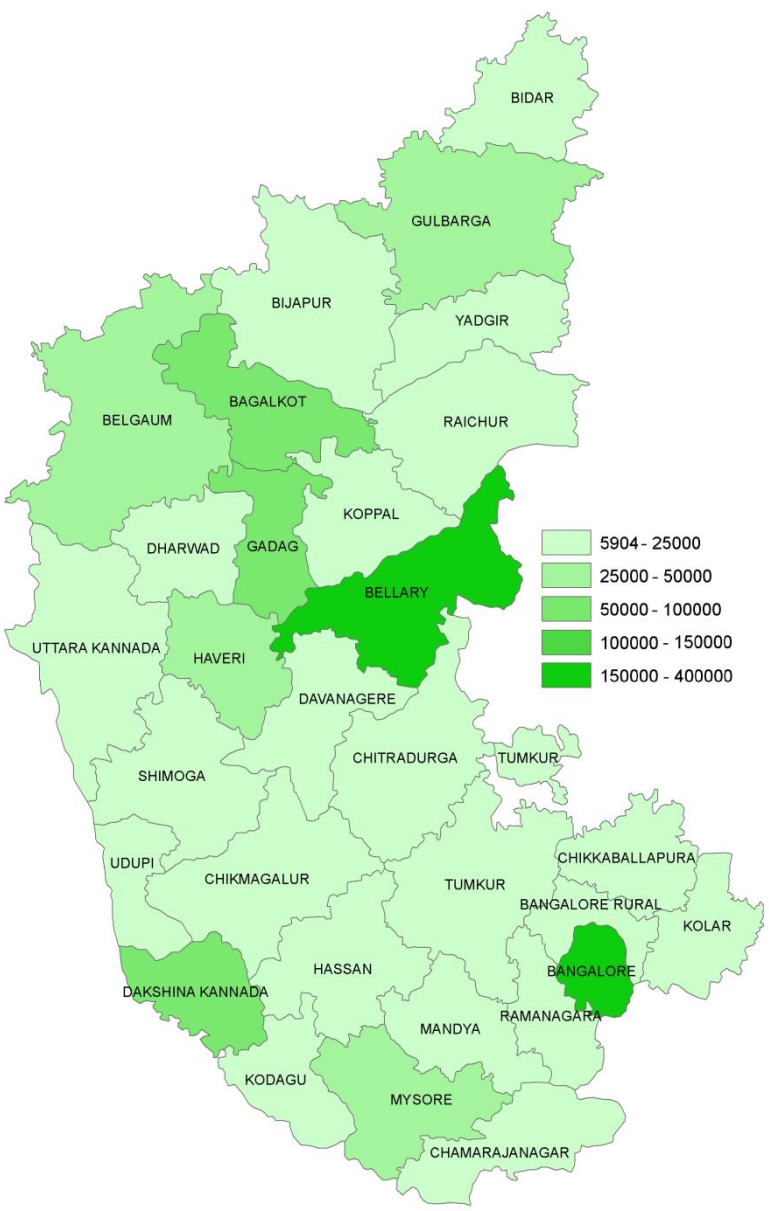 BIDAR
GULBARGA
BIJAPUR
YADGIR
BAGALKOT
BELGAUM
RAICHUR
KOPPAL
DHARWAD
GADAG
BELLARY
UTTARA KANNADA
HAVERI
DAVANAGERE
CHITRADURGA
TUMKUR
SHIMOGA
UDUPI
CHIKMAGALUR
TUMKUR
CHIKKABALLAPURA
BANGALORE RURAL
KOLAR
HASSAN
BANGALORE
DAKSHINA KANNADA
RAMANAGARA
MANDYA
KODAGU
MYSORE
CHAMARAJANAGAR
5904 - 25000
25000 - 50000
50000 - 100000
100000 - 150000
150000 - 400000